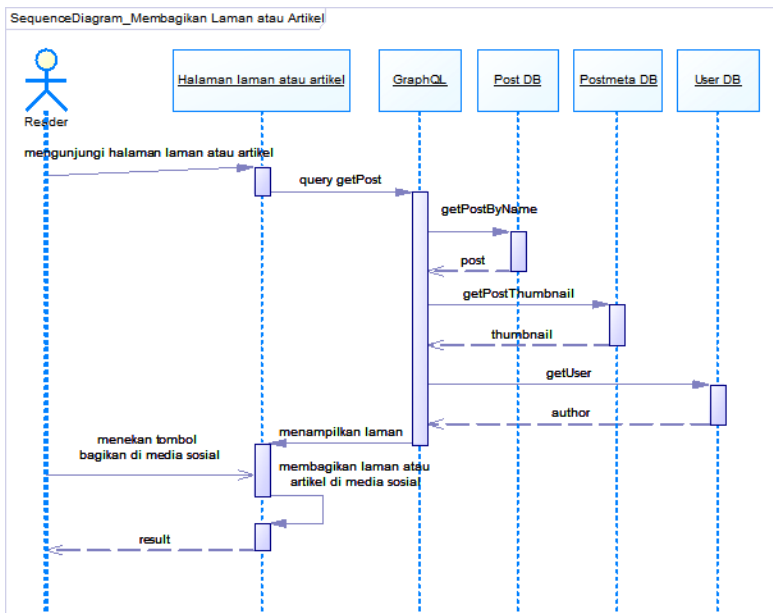 SequenceDiagram_Membagikan Laman atau Artikel
Halaman laman atau artikel
GraphQL
Post DB
Postmeta DB
User DB
Reader
mengunjungi halaman laman atau artikel
query getPost
getPostByName
post
getPostThumbnail
thumbnail
getUser
author
menampilkan laman
menekan tombol
bagikan di media sosial
membagikan laman atau
artikel di media sosial
result